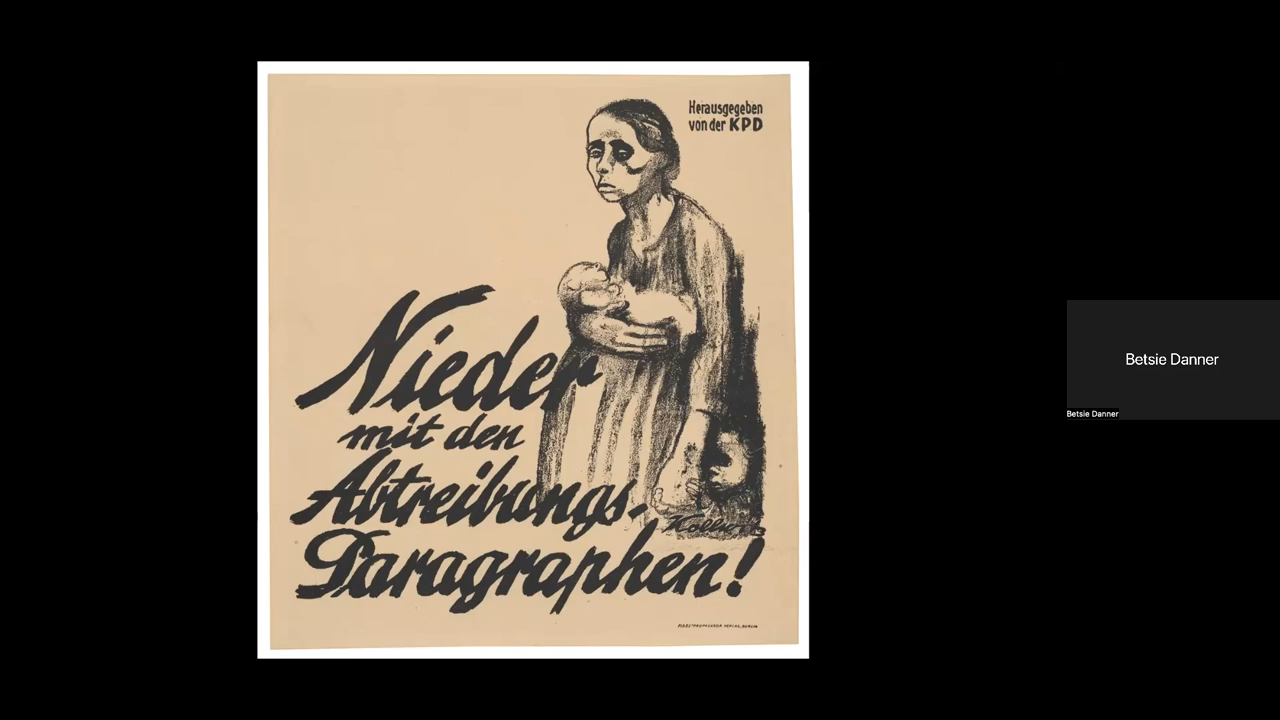 Herausgegeben
von der KPD
Nieder
mit den
Abtreibungs-
Paragraphen!
Kollwitz
Betsie Danner
Betsie Danner